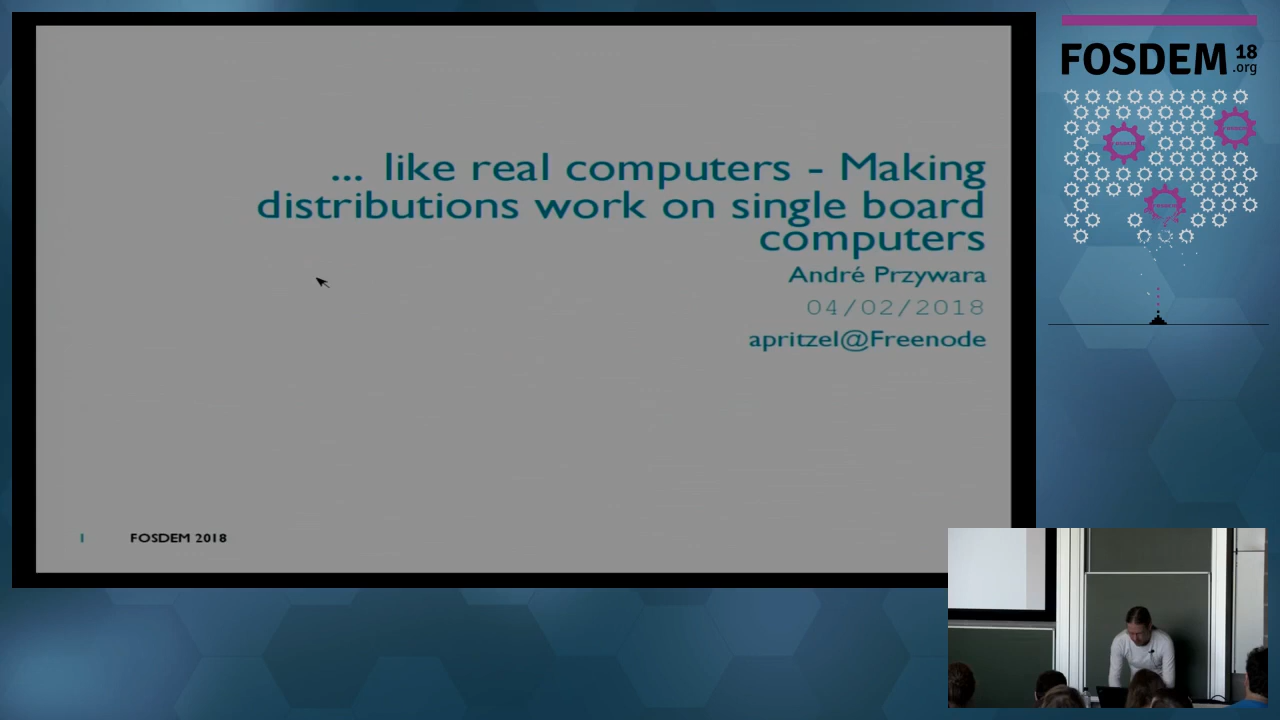 ... like real computers - Making
distributions work on single board
computers
André Przywara
04/02/2018
apritzel@Freenode
1 FOSDEM 2018
FOSDEM 18
.org